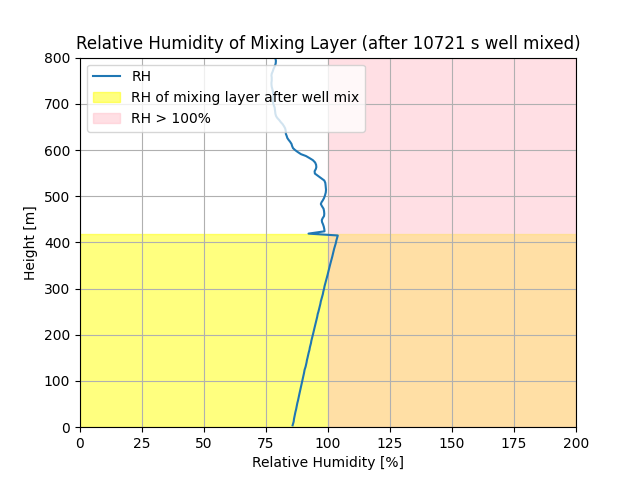 Relative Humidity of Mixing Layer (after 10721 s well mixed)
800
700
600
500
400
300
200
100
0
Height [m]
RH
RH of mixing layer after well mix
RH > 100%
0 25 50 75 100 125 150 175 200
Relative Humidity [%]